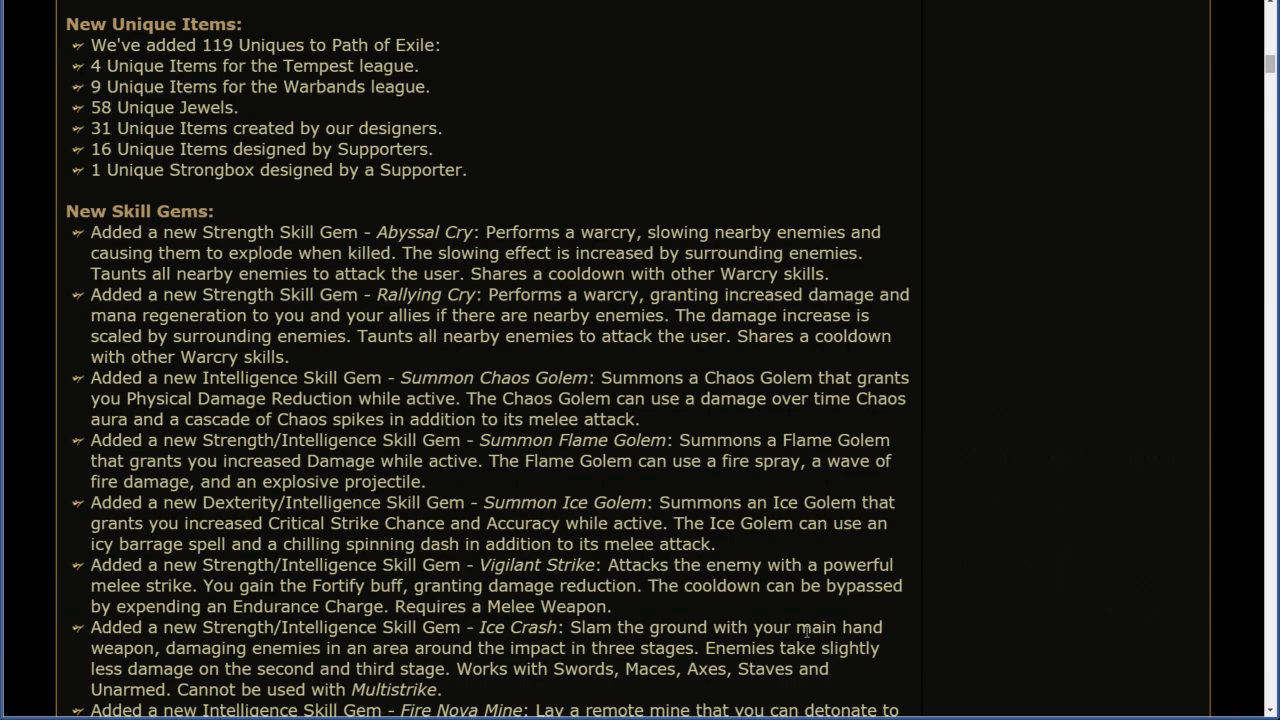 New Unique Items:
We've added 119 Uniques to Path of Exile:
4 Unique Items for the Tempest league.
9 Unique Items for the Warbands league.
58 Unique Jewels.
31 Unique Items created by our designers.
16 Unique Items designed by Supporters.
1 Unique Strongbox designed by a Supporter.
New Skill Gems:
Added a new Strength Skill Gem - Abyssal Cry: Performs a warcry, slowing nearby enemies and
causing them to explode when killed. The slowing effect is increased by surrounding enemies.
Taunts all nearby enemies to attack the user. Shares a cooldown with other Warcry skills.
Added a new Strength Skill Gem - Rallying Cry: Performs a warcry, granting increased damage and
mana regeneration to you and your allies if there are nearby enemies. The damage increase is
scaled by surrounding enemies. Taunts all nearby enemies to attack the user. Shares a cooldown
with other Warcry skills.
Added a new Intelligence Skill Gem - Summon Chaos Golem: Summons a Chaos Golem that grants
you Physical Damage Reduction while active. The Chaos Golem can use a damage over time Chaos
aura and a cascade of Chaos spikes in addition to its melee attack.
Added a new Strength/Intelligence Skill Gem - Summon Flame Golem: Summons a Flame Golem
that grants you increased Damage while active. The Flame Golem can use a fire spray, a wave of
fire damage, and an explosive projectile.
Added a new Dexterity/Intelligence Skill Gem - Summon Ice Golem: Summons an Ice Golem that
grants you increased Critical Strike Chance and Accuracy while active. The Ice Golem can use an
icy barrage spell and a chilling spinning dash in addition to its melee attack.
Added a new Strength/Intelligence Skill Gem - Vigilant Strike: Attacks the enemy with a powerful
melee strike. You gain the Fortify buff, granting damage reduction. The cooldown can be bypassed
by expending an Endurance Charge. Requires a Melee Weapon.
Added a new Strength/Intelligence Skill Gem - Ice Crash: Slam the ground with your main hand
weapon, damaging enemies in an area around the impact in three stages. Enemies take slightly
less damage on the second and third stage. Works with Swords, Maces, Axes, Staves and
Unarmed. Cannot be used with Multistrike.
Added a new Intelligence Skill Gem - Fire Nova Mine: Lay a remote mine that you can detonate to